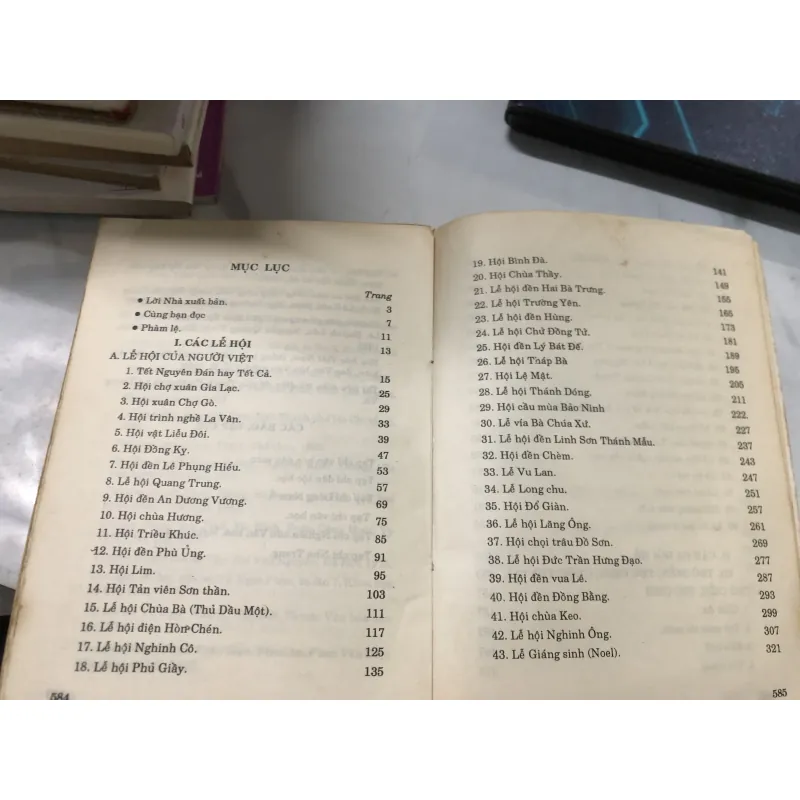 MỤC LỤC
Trang
• Lời Nhà xuất bản. 3
• Cùng bạn đọc 7
• Phàm lệ. 11
I. CÁC LỄ HỘI 13
A. LỄ HỘI CỦA NGƯỜI VIỆT
1. Tết Nguyên Đán hay Tết Cả. 15
2. Hội chợ xuân Gia Lạc. 25
3. Hội xuân Chợ Gò. 29
4. Hội trình nghề La Vân. 33
5. Hội vật Liễu Đôi. 39
6. Hội Đồng Kỵ. 47
7. Hội đền Lê Phụng Hiểu. 53
8. Lễ hội Quang Trung. 57
9. Hội đền An Dương Vương. 69
10. Hội chùa Hương. 75
11. Hội Triều Khúc. 85
12. Hội đền Phù Ủng. 91
13. Hội Lim. 95
14. Hội Tản viên Sơn thần. 103
15. Lễ hội Chùa Bà (Thủ Dầu Một). 111
16. Lễ hội điện Hòn Chén. 117
17. Lễ hội Nghinh Cô. 125
18. Lễ hội Phủ Giầy. 135
584
19. Hội Bình Đà. 141
20. Hội Chùa Thầy. 149
21. Lễ hội đền Hai Bà Trưng. 155
22. Lễ hội Trường Yên. 165
23. Lễ hội đền Hùng. 173
24. Lễ hội Chử Đồng Tử. 181
25. Hội đền Lý Bát Đế. 189
26. Lễ hội Tháp Bà 195
27. Hội Lệ Mật. 205
28. Lễ hội Thánh Dóng. 211
29. Hội cầu mùa Bảo Ninh 222.
30. Lễ vía Bà Chúa Xứ. 227
31. Lễ hội đền Linh Sơn Thánh Mẫu. 237
32. Hội đền Chèm. 243
33. Lễ Vu Lan. 247
34. Lễ Long chu. 251
35. Hội Đổ Giàn. 257
36. Lễ hội Lăng Ông. 261
37. Hội chọi trâu Đồ Sơn. 269
38. Lễ hội Đức Trần Hưng Đạo. 277
39. Hội đền vua Lê. 287
40. Hội đền Đồng Bằng. 293
41. Hội chùa Keo. 299
42. Lễ hội Nghinh Ông. 307
43. Lễ Giáng sinh (Noel). 321
585